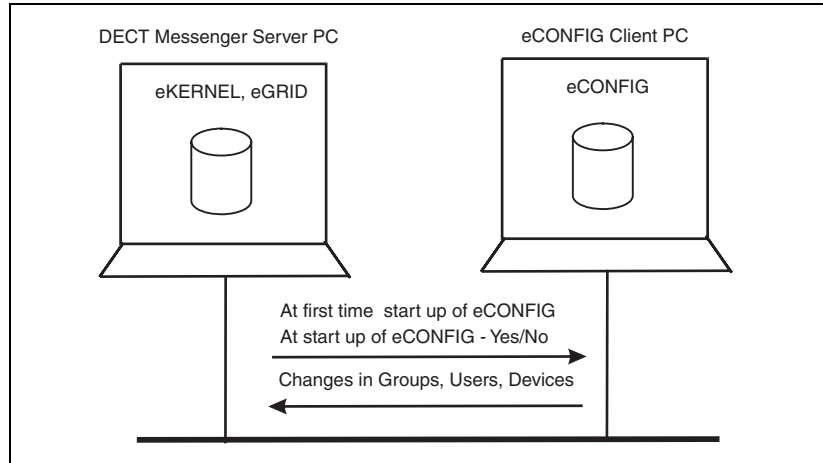 DECT Messenger Server PC
eCONFIG Client PC
eKERNEL, eGRID
eCONFIG
At first time start up of eCONFIG
At start up of eCONFIG - Yes/No
Changes in Groups, Users, Devices